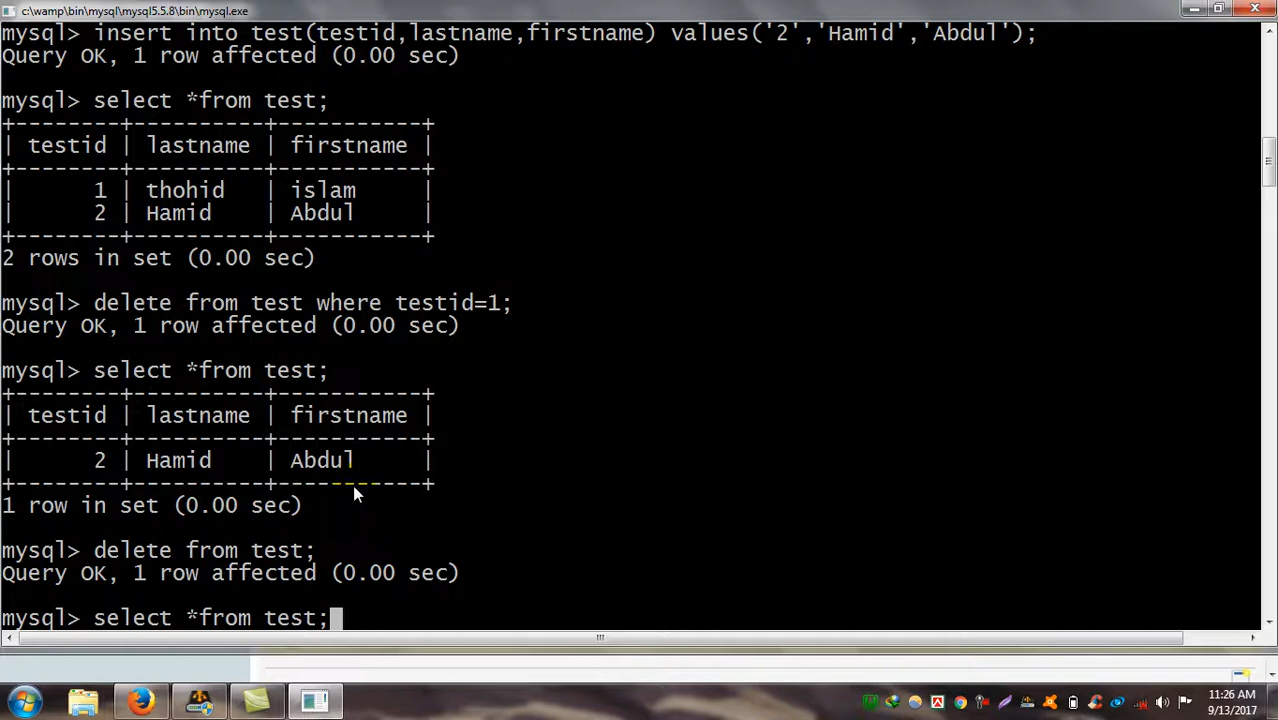 c:\wamp\bin\mysql\mysql5.5.8\bin\mysql.exe
mysql> insert into test(testid,lastname,firstname) values('2','Hamid','Abdul');
Query OK, 1 row affected (0.00 sec)
mysql> select *from test;
+--------+----------+-----------+
| testid | lastname | firstname |
+--------+----------+-----------+
|      1 | thohid   | islam     |
|      2 | Hamid    | Abdul     |
+--------+----------+-----------+
2 rows in set (0.00 sec)
mysql> delete from test where testid=1;
Query OK, 1 row affected (0.00 sec)
mysql> select *from test;
+--------+----------+-----------+
| testid | lastname | firstname |
+--------+----------+-----------+
|      2 | Hamid    | Abdul     |
+--------+----------+-----------+
1 row in set (0.00 sec)
mysql> delete from test;
Query OK, 1 row affected (0.00 sec)
mysql> select *from test;
11:26 AM
9/13/2017